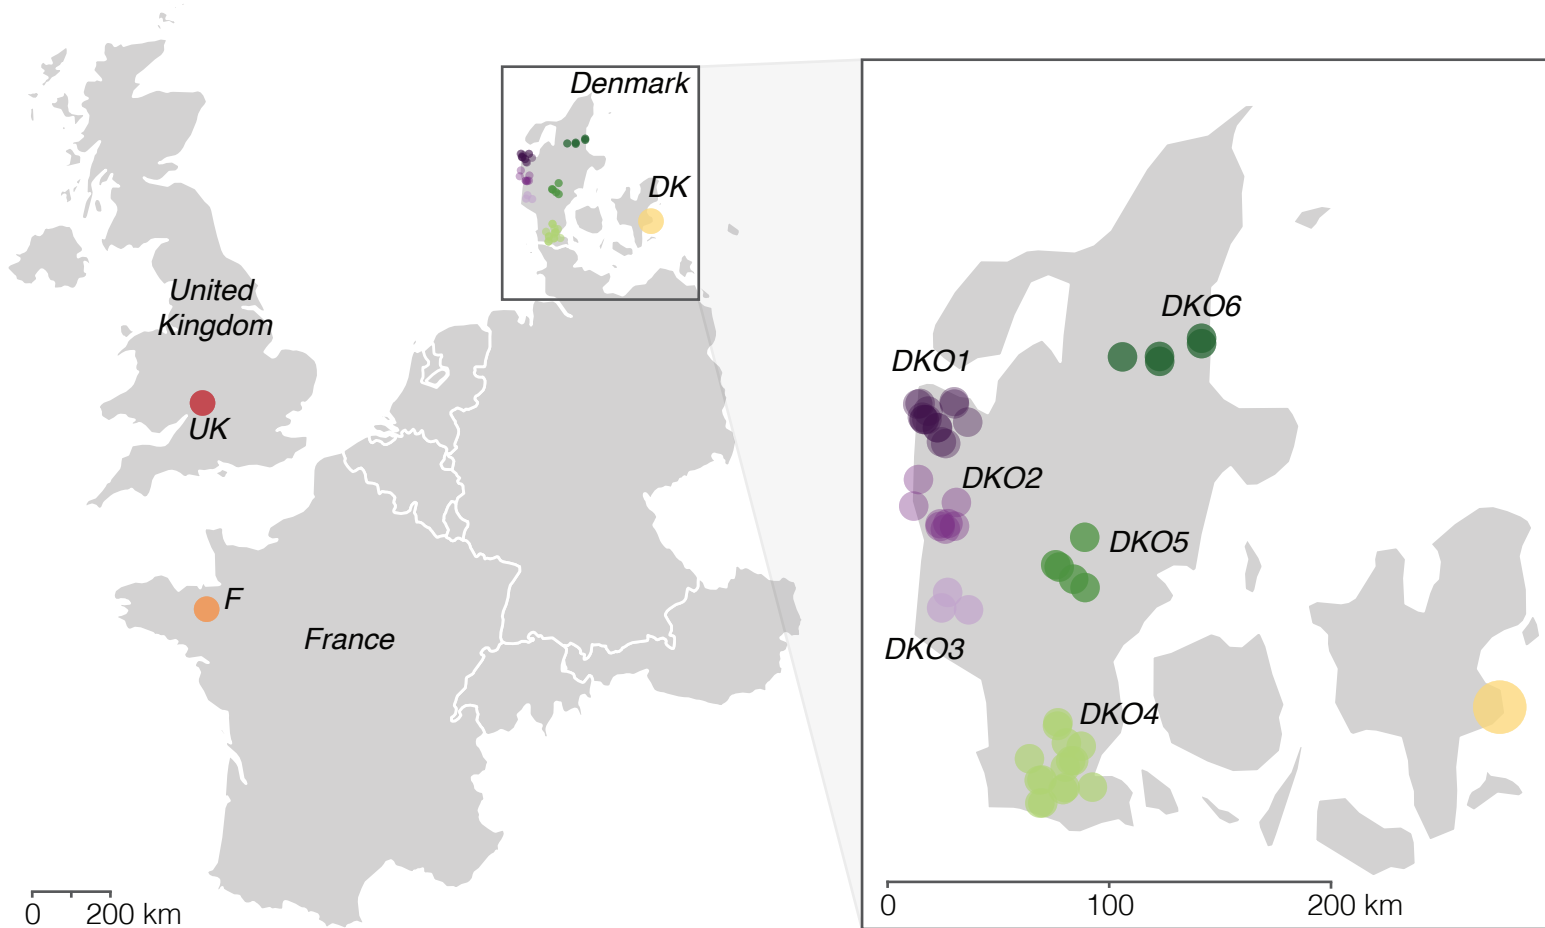 Denmark
DK
United
Kingdom
UK
F
France
0
200 km
DKO6
DKO1
DKO2
DKO5
DKO3
DKO4
0
100
200 km